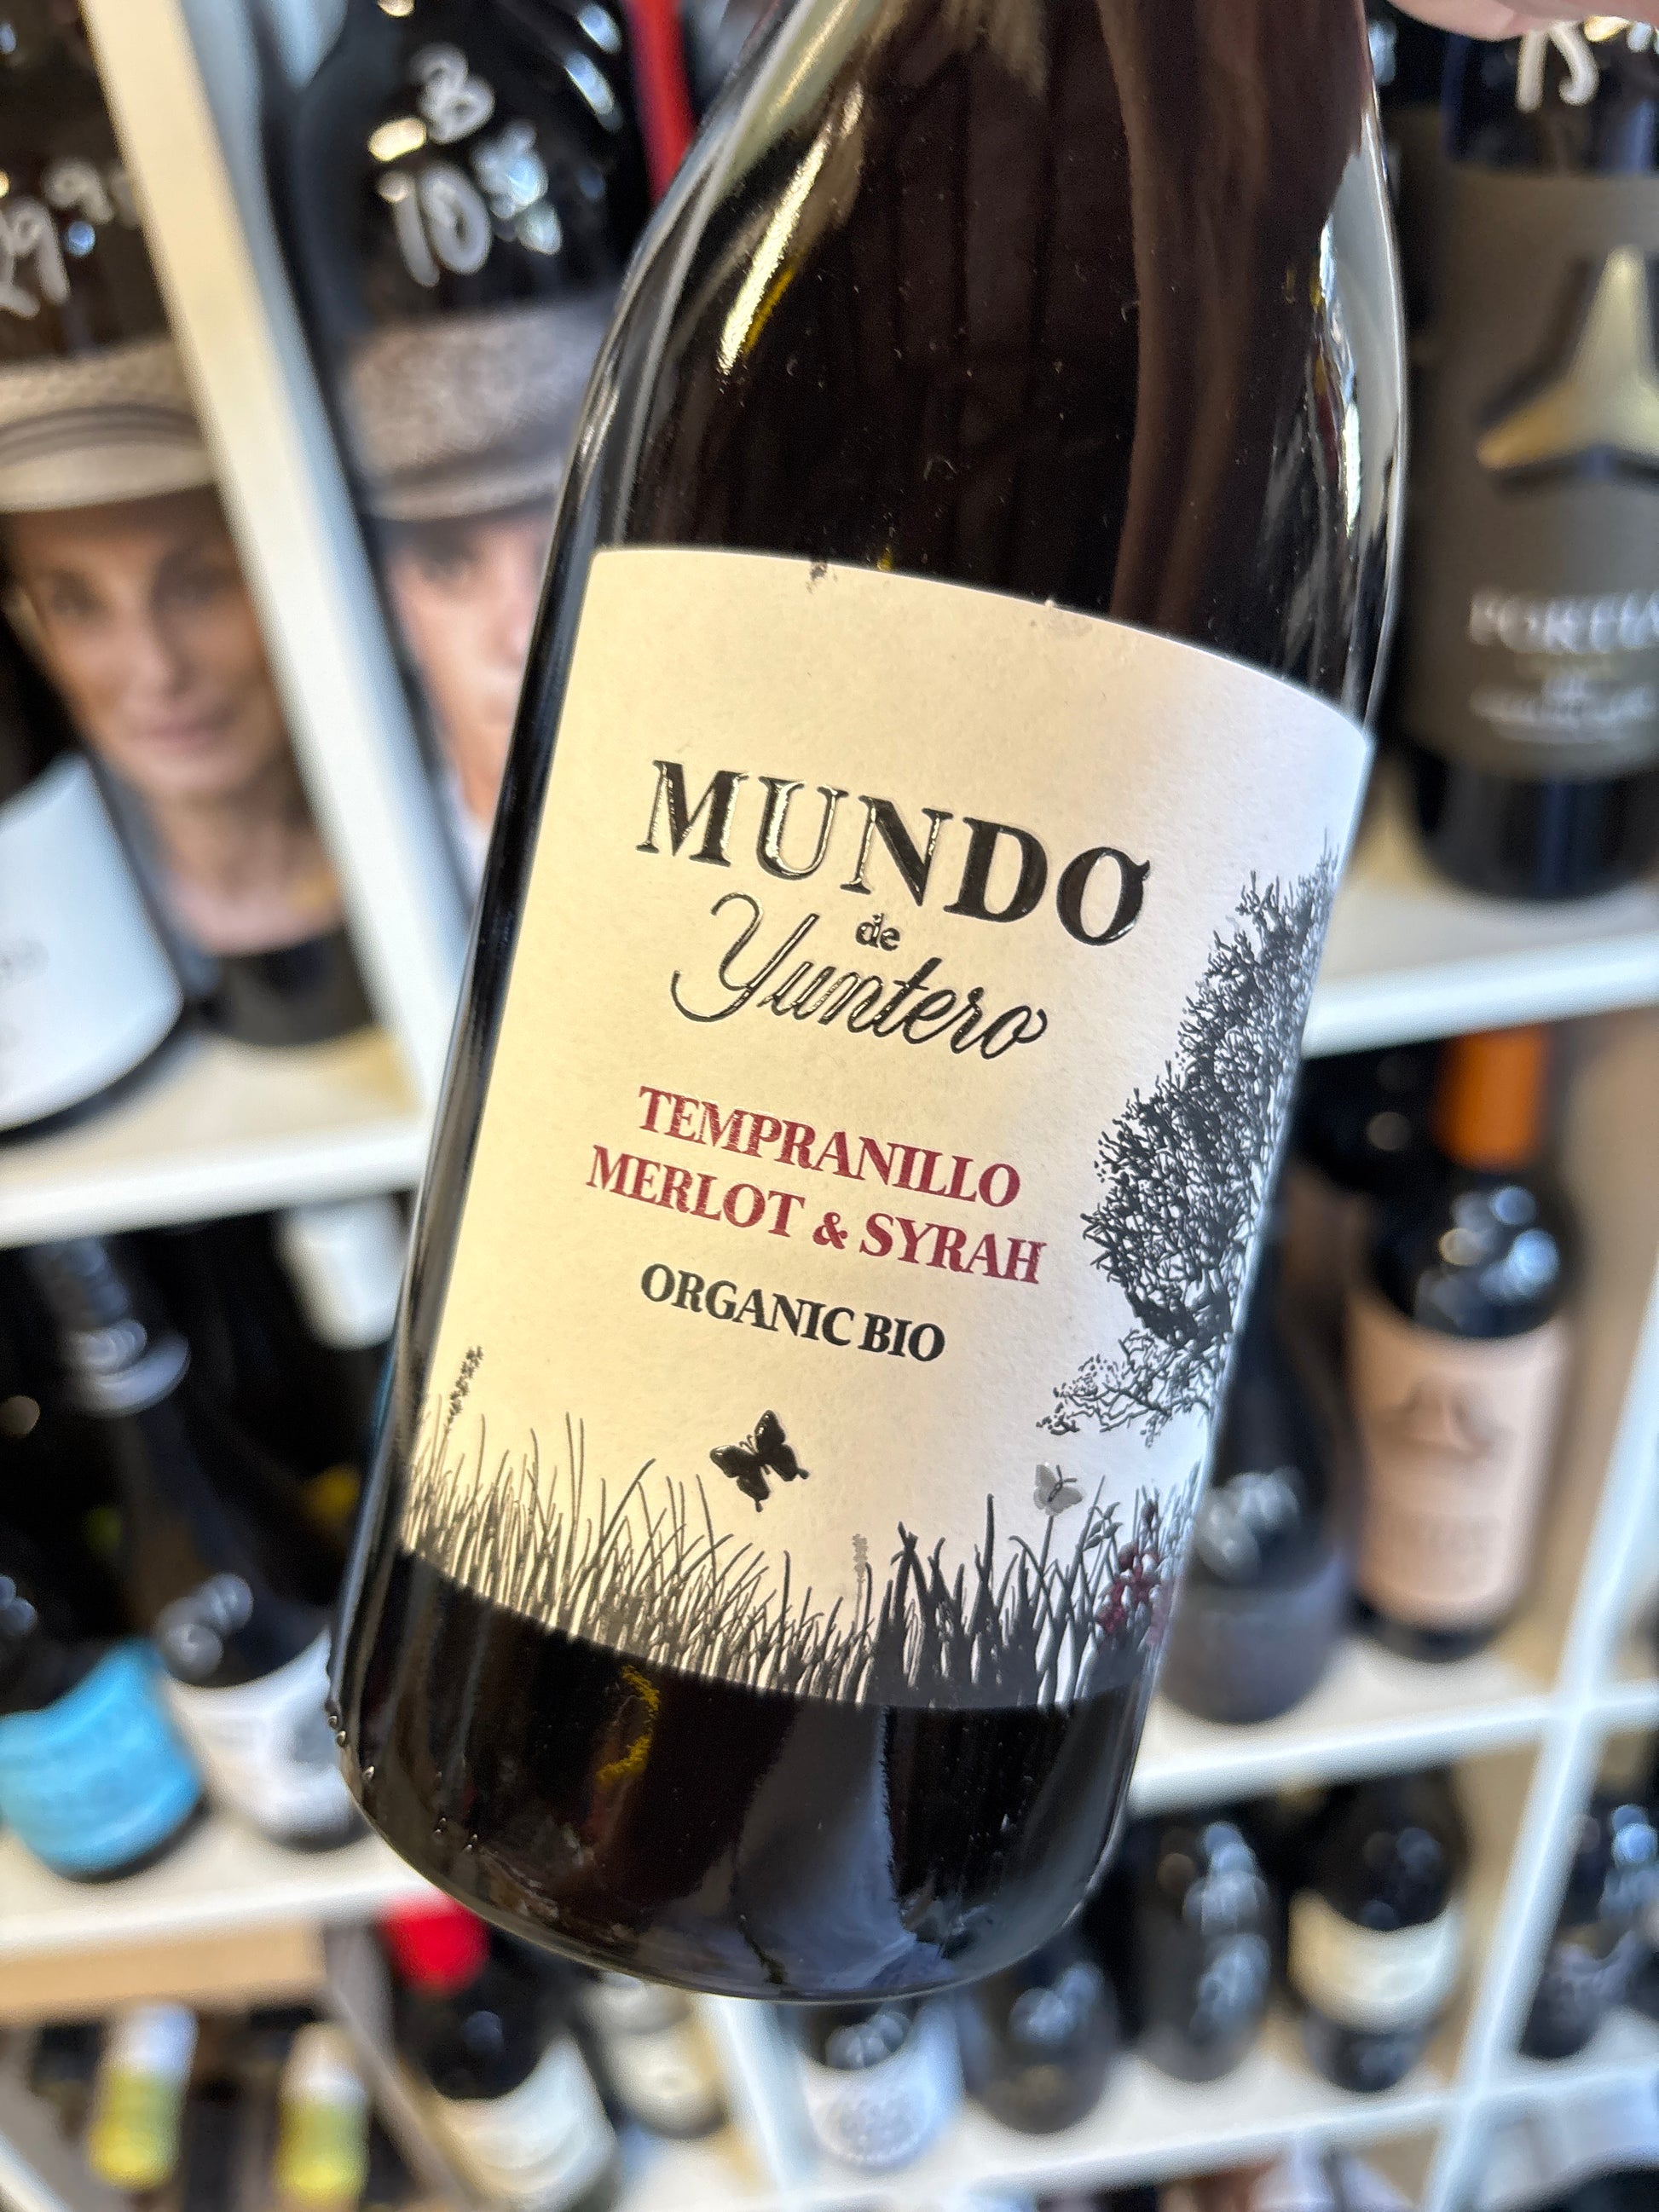 MUNDO
de
Yuntero
TEMPRANILLO
MERLOT & SYRAH
ORGANIC BIO